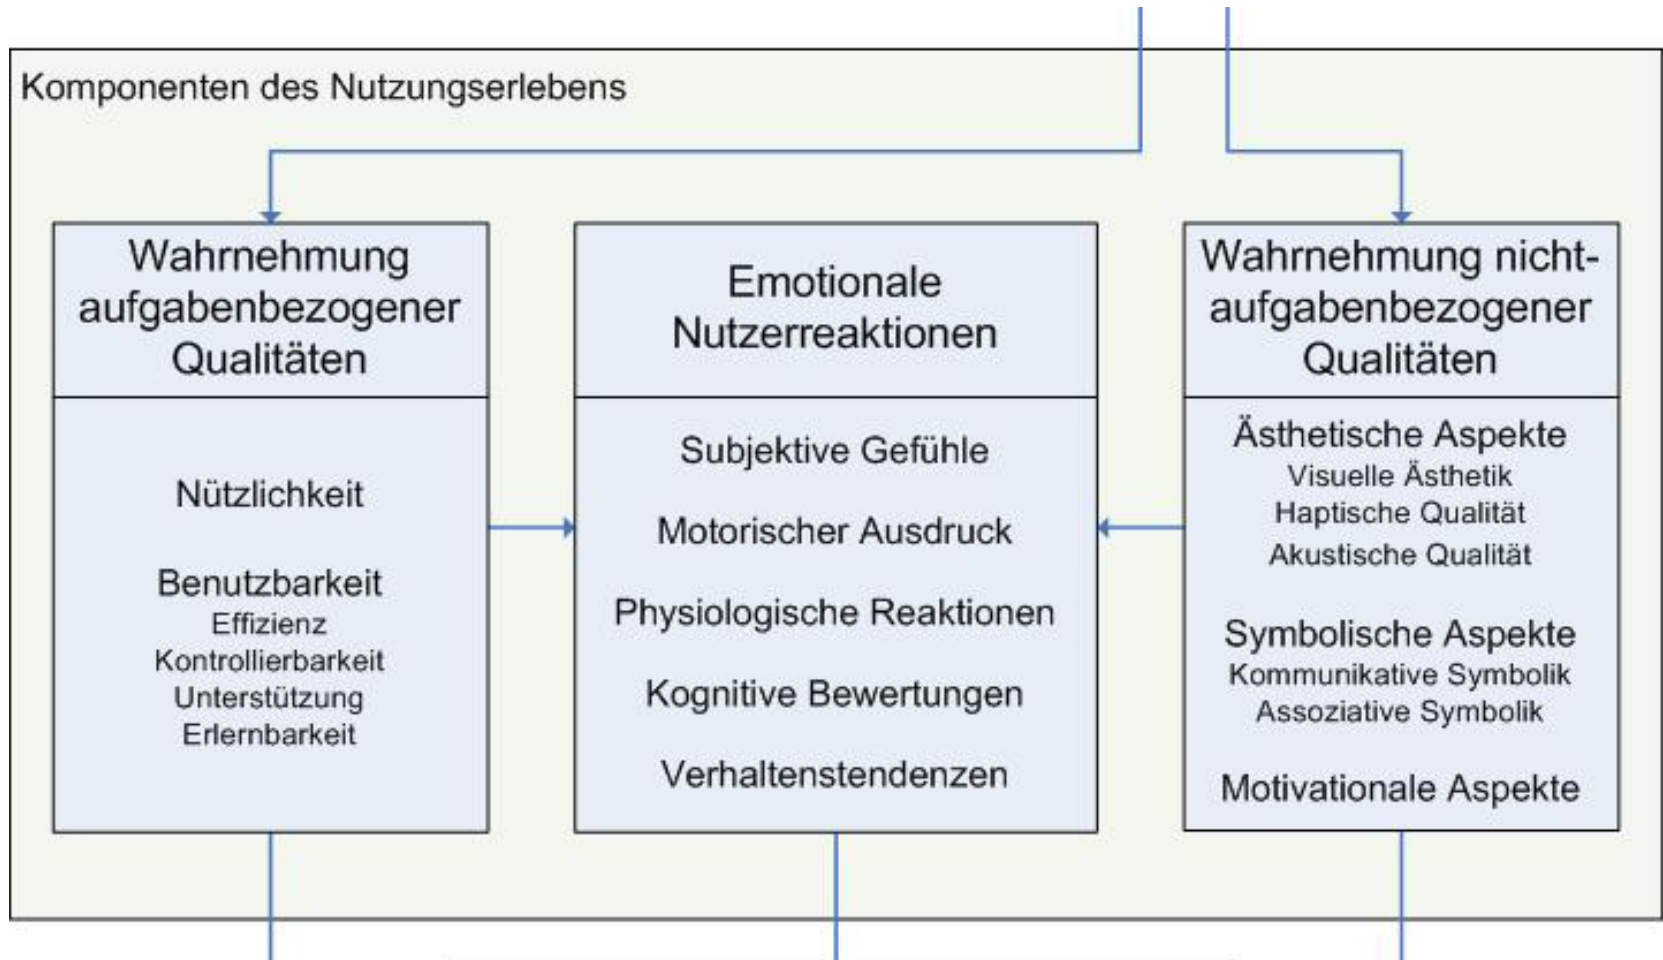 Komponenten des Nutzungserlebens
Wahrnehmung
aufgabenbezogener
Qualitäten
Nützlichkeit
Benutzbarkeit
Effizienz
Kontrollierbarkeit
Unterstützung
Erlernbarkeit
Emotionale
Nutzerreaktionen
Subjektive Gefühle
Motorischer Ausdruck
Physiologische Reaktionen
Kognitive Bewertungen
Verhaltenstendenzen
Wahrnehmung nicht-
aufgabenbezogener
Qualitäten
Ästhetische Aspekte
Visuelle Ästhetik
Haptische Qualität
Akustische Qualität
Symbolische Aspekte
Kommunikative Symbolik
Assoziative Symbolik
Motivationale Aspekte